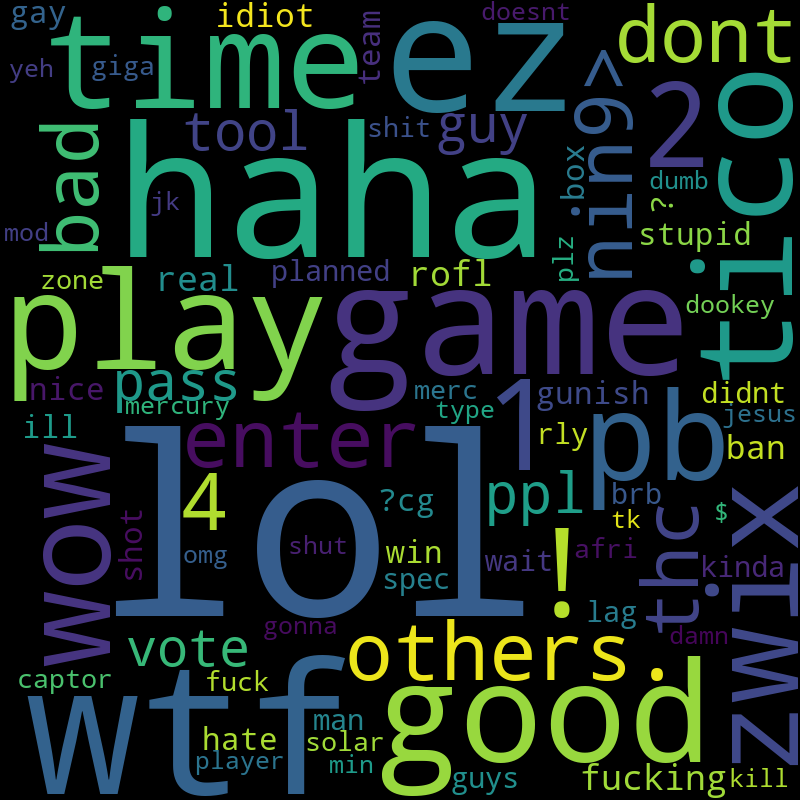 gay
idiot
doesnt
time
ez
dont
team
yeh
giga
tico
2
nin9>
tool
shit
guy
bad
haha
.box
dumb
?
jk
mod
stupid
plz
zone
real
planned
rofl
play
game
dookey
pass
nice
mercury
merc
type
1
gunish
didnt
jesus
ill
enter
rly
pb
ban
wow
lol
4
?cg
ppl
brb
tk
$
zwix
thc
shot
omg
shut
win
wait
!
afri
kinda
spec
lag
gonna
damn
vote
others.
captor
wtf
fuck
good
man
hate
solar
player
min
guys
fucking
kill